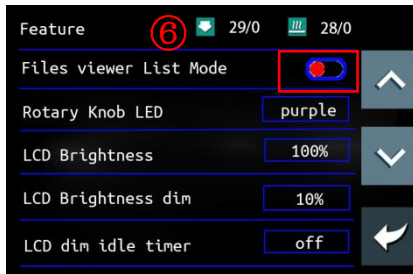 Feature ⑥ 29/0 28/0
Files viewer List Mode
Rotary Knob LED purple
LCD Brightness 100%
LCD Brightness dim 10%
LCD dim idle timer off